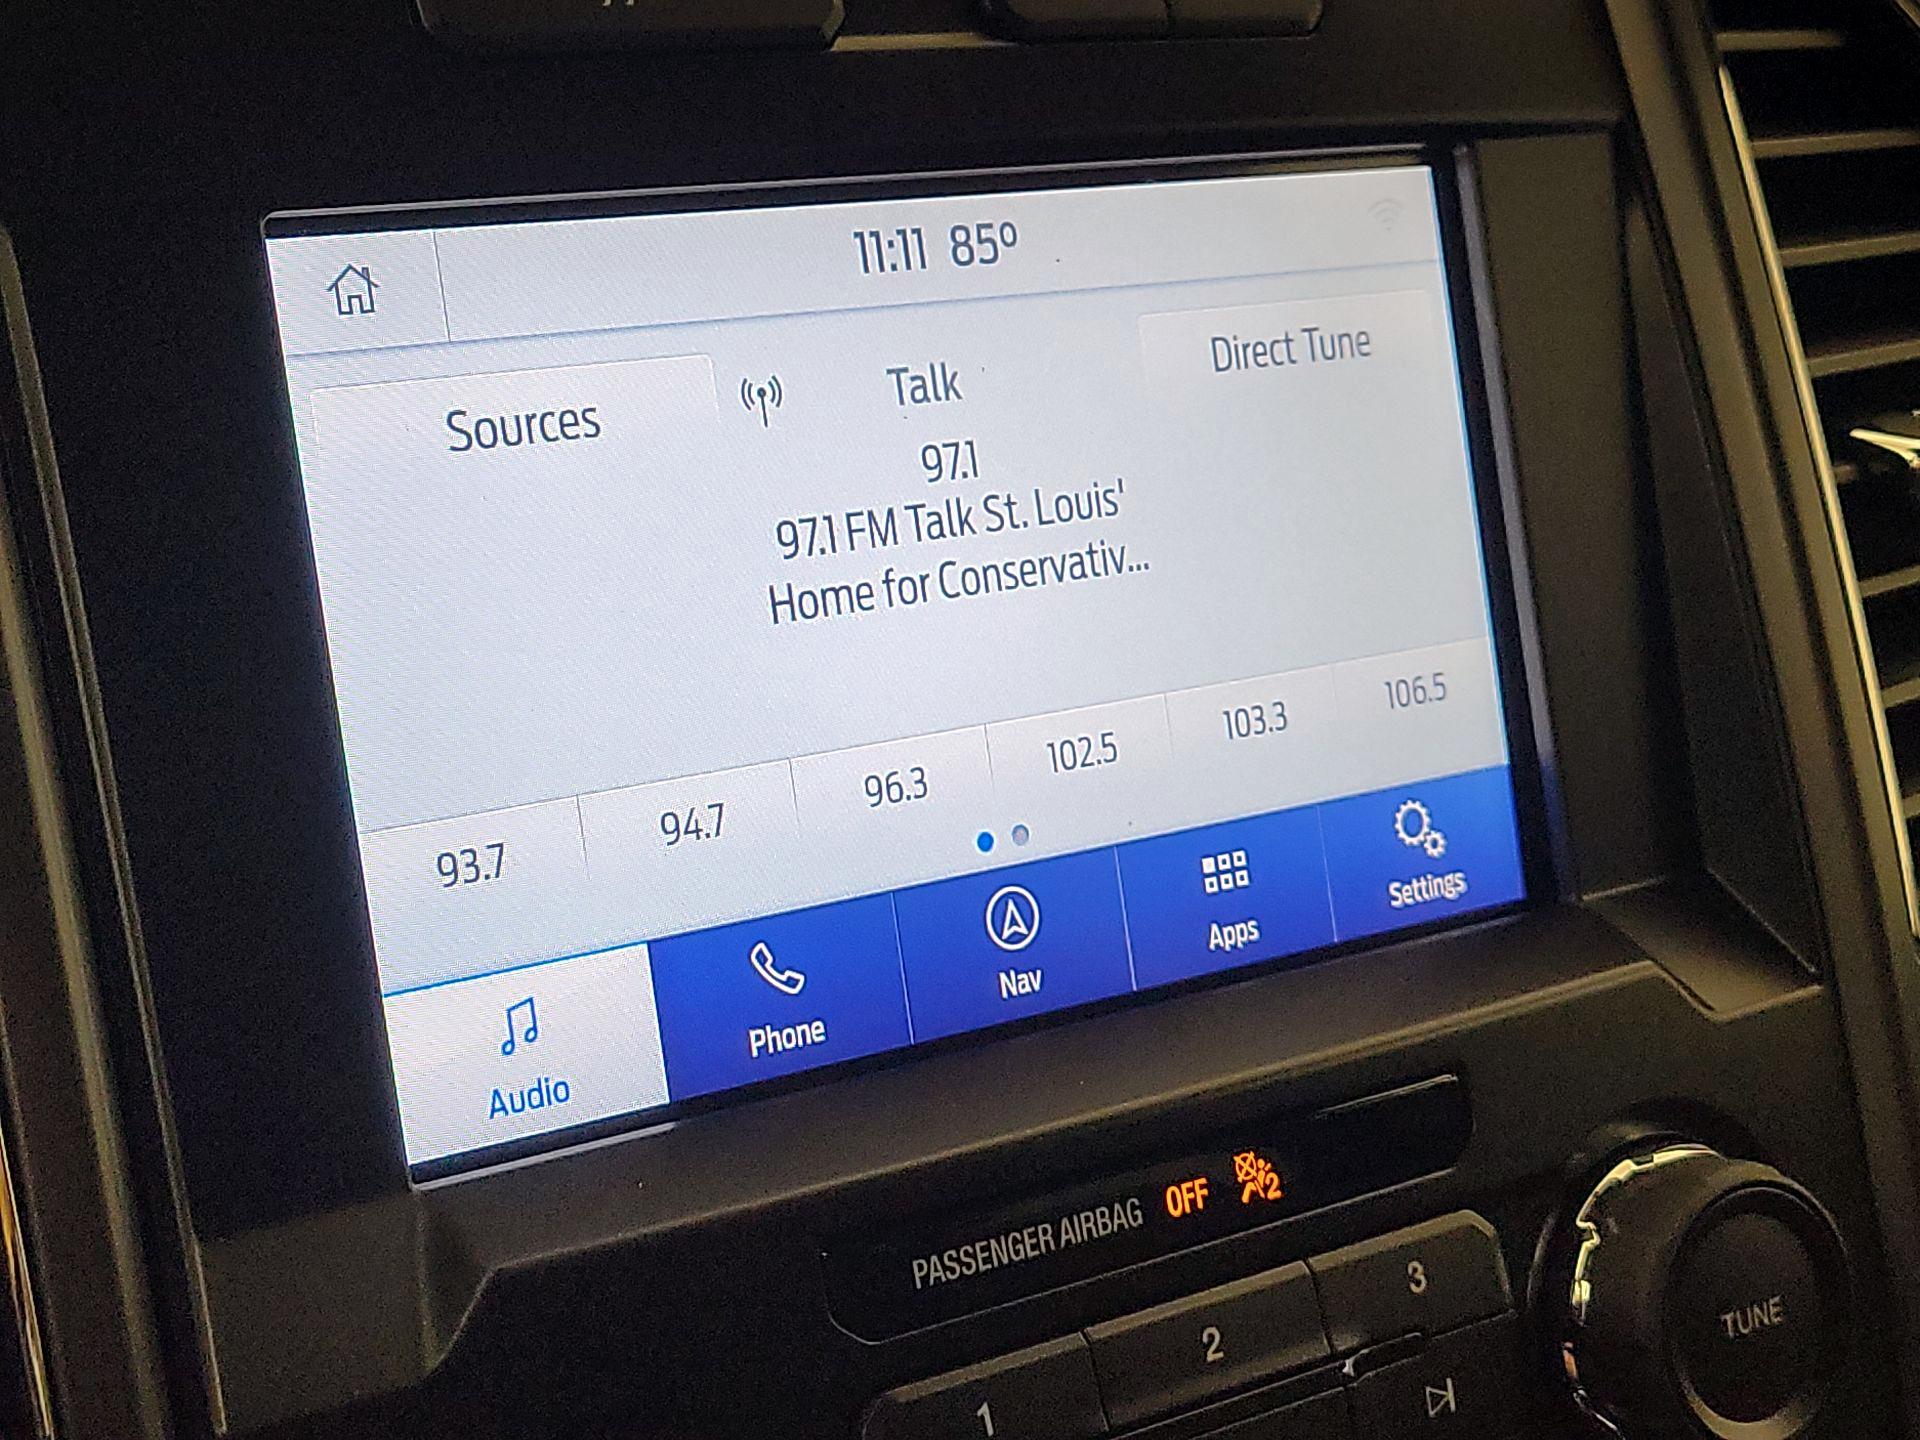 11:11 85º
Sources
Talk
Direct Tune
97.1
97.1 FM Talk St. Louis'
Home for Conservativ...
93.7 94.7 96.3 102.5 103.3 106.5
Audio Phone Nav Apps Settings
PASSENGER AIRBAG OFF 2
1 2 3
TUNE